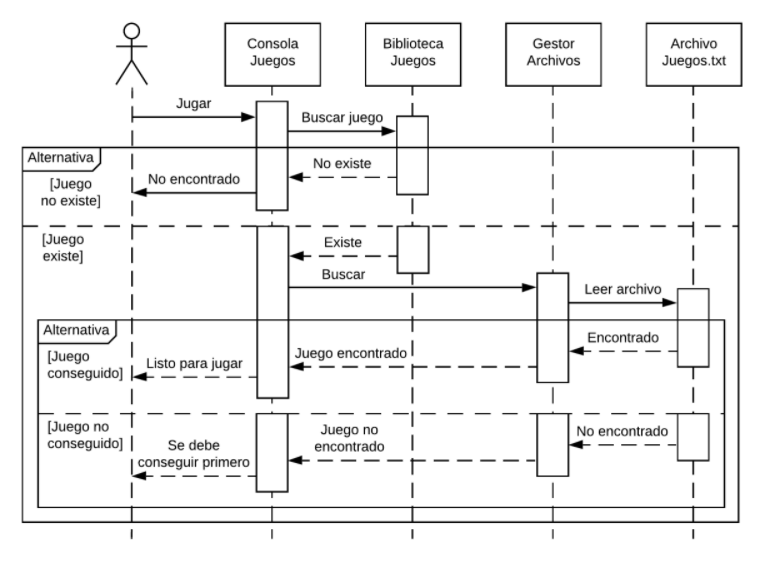 Consola
Juegos
Biblioteca
Juegos
Gestor
Archivos
Archivo
Juegos.txt
Jugar
Buscar juego
Alternativa
[Juego
no existe]
No existe
No encontrado
[Juego
existe]
Existe
Buscar
Leer archivo
Alternativa
[Juego
conseguido]
Encontrado
Juego encontrado
Listo para jugar
[Juego no
conseguido]
No encontrado
Juego no
encontrado
Se debe
conseguir primero